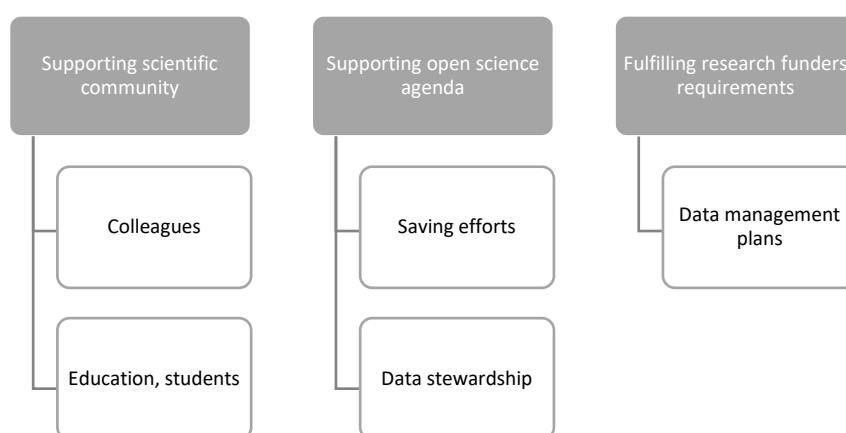 Supporting scientific
community
Colleagues
Education, students
Supporting open science
agenda
Saving efforts
Data stewardship
Fulfilling research funders
requirements
Data management
plans